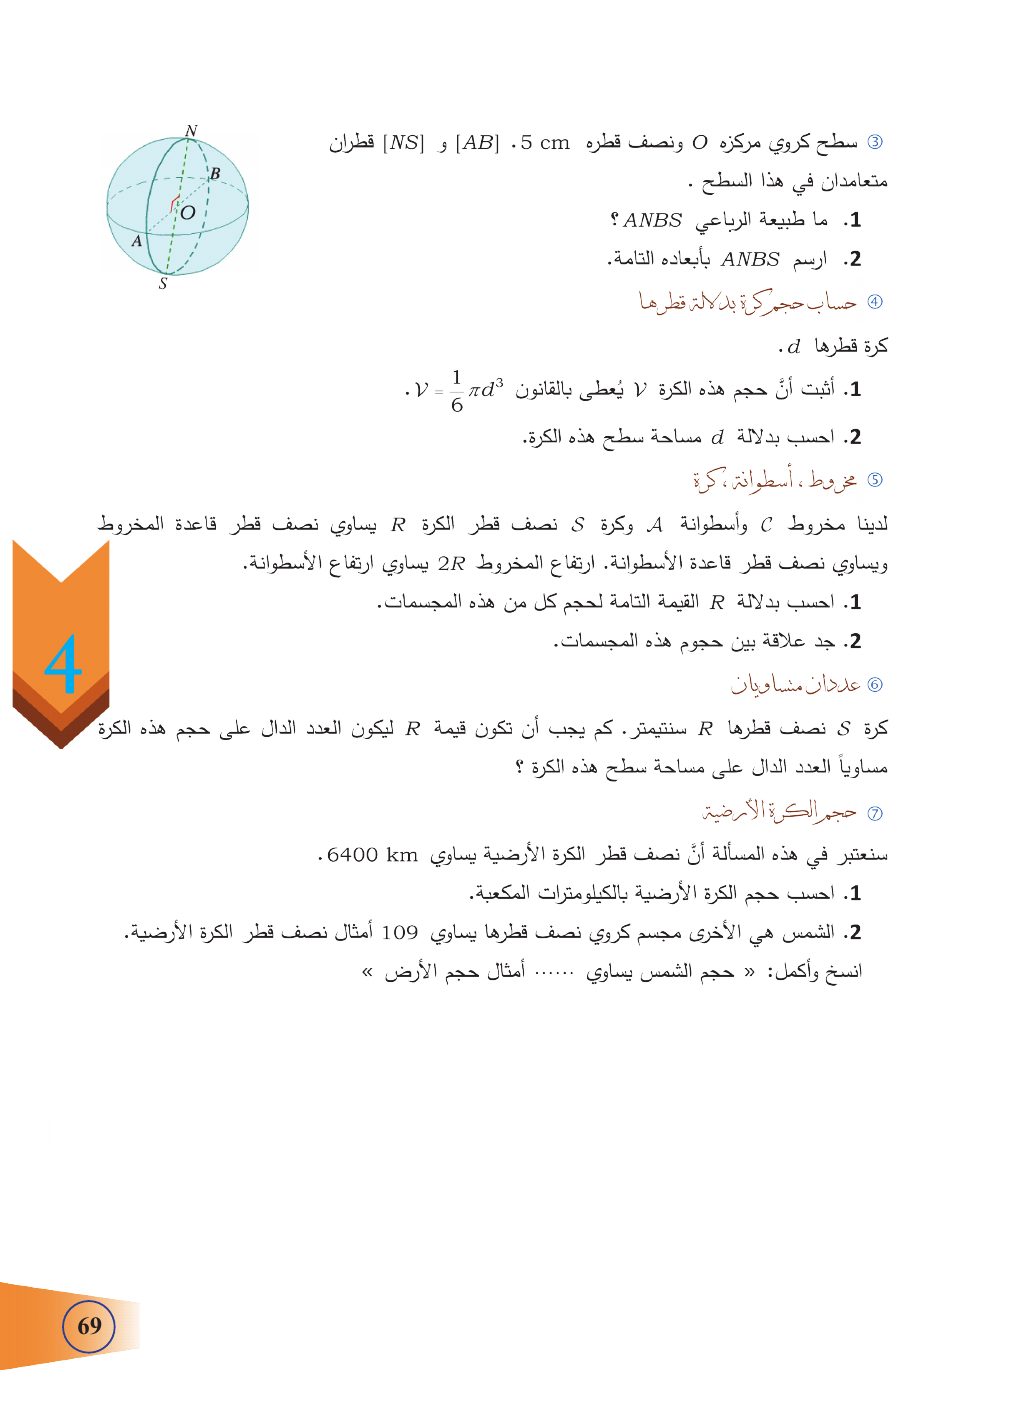 ③ سطح كروي مركزه O ونصف قطره 5 cm. [AB] و [NS] قطران
متعامدان في هذا السطح .
1. ما طبيعة الرباعي ANBS ؟
2. ارسم ANBS بأبعاده التامة.
N
B
O
A
S
④ حساب حجم كرة بدلالة قطرها
كرة قطرها d.
1. أثبت أنَّ حجم هذه الكرة V يُعطى بالقانون V = 1/6 πd³.
2. احسب بدلالة d مساحة سطح هذه الكرة.
⑤ مخروط، أسطوانة، كرة
لدينا مخروط C وأسطوانة A وكرة S نصف قطر الكرة R يساوي نصف قطر قاعدة المخروط
ويساوي نصف قطر قاعدة الأسطوانة. ارتفاع المخروط 2R يساوي ارتفاع الأسطوانة.
1. احسب بدلالة R القيمة التامة لحجم كل من هذه المجسمات.
2. جد علاقة بين حجوم هذه المجسمات.
⑥ عددان متساويان
كرة S نصف قطرها R سنتيمتر. كم يجب أن تكون قيمة R ليكون العدد الدال على حجم هذه الكرة
مساوياً العدد الدال على مساحة سطح هذه الكرة ؟
⑦ حجم الكرة الأرضية
سنعتبر في هذه المسألة أنَّ نصف قطر الكرة الأرضية يساوي 6400 km.
1. احسب حجم الكرة الأرضية بالكيلومترات المكعبة.
2. الشمس هي الأخرى مجسم كروي نصف قطرها يساوي 109 أمثال نصف قطر الكرة الأرضية.
انسخ وأكمل: « حجم الشمس يساوي ...... أمثال حجم الأرض »
4
69